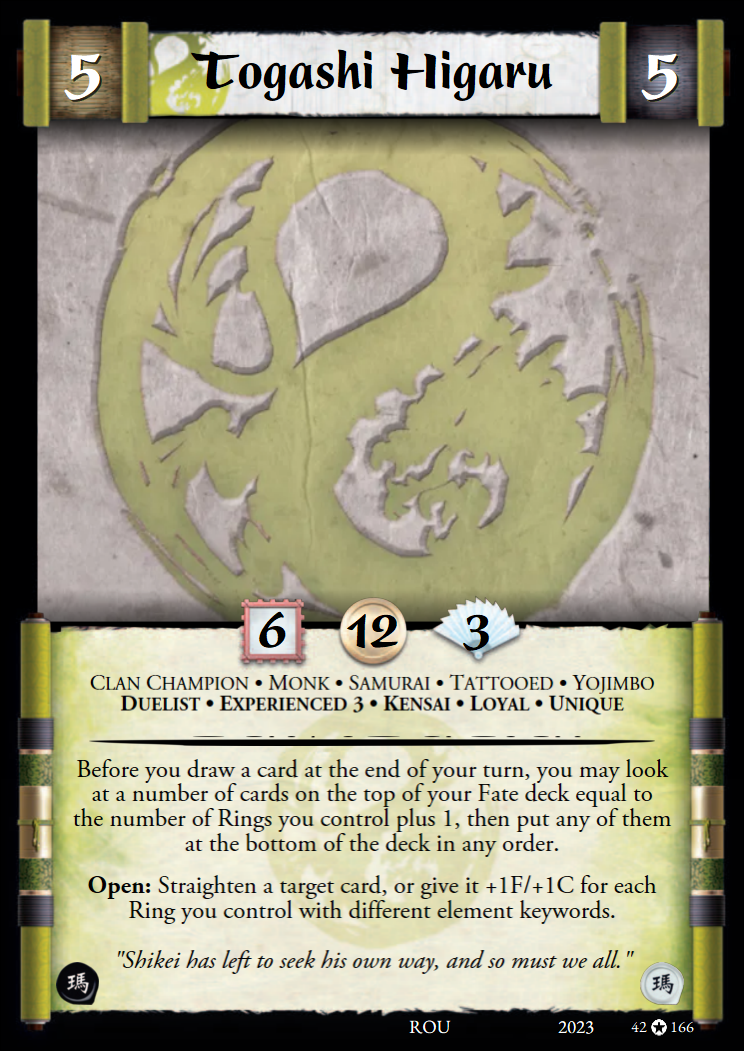 5 Togashi Higaru 5
6 12 3
Clan Champion • Monk • Samurai • Tattooed • Yojimbo
Duelist • Experienced 3 • Kensai • Loyal • Unique
Before you draw a card at the end of your turn, you may look
at a number of cards on the top of your Fate deck equal to
the number of Rings you control plus 1, then put any of them
at the bottom of the deck in any order.
Open: Straighten a target card, or give it +1F/+1C for each
Ring you control with different element keywords.
"Shikei has left to seek his own way, and so must we all."
瑪 瑪
ROU 2023 42 166